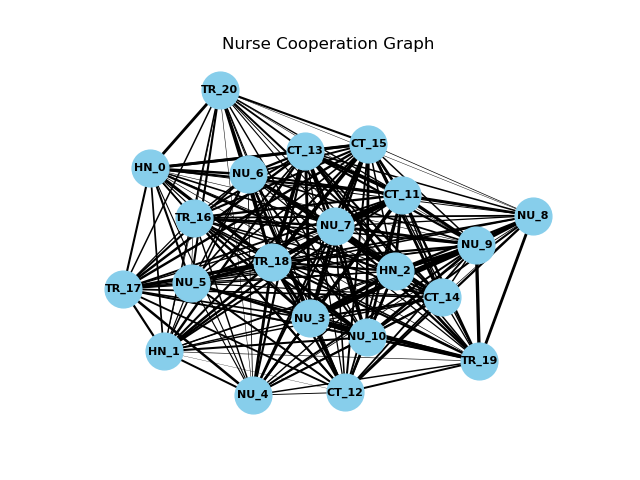 Nurse Cooperation Graph
TR_20
CT_15
CT_13
HN_0
NU_6
CT_11
TR_16
NU_8
NU_7
NU_9
TR_18
HN_2
NU_5
TR_17
CT_14
NU_3
NU_10
HN_1
TR_19
CT_12
NU_4